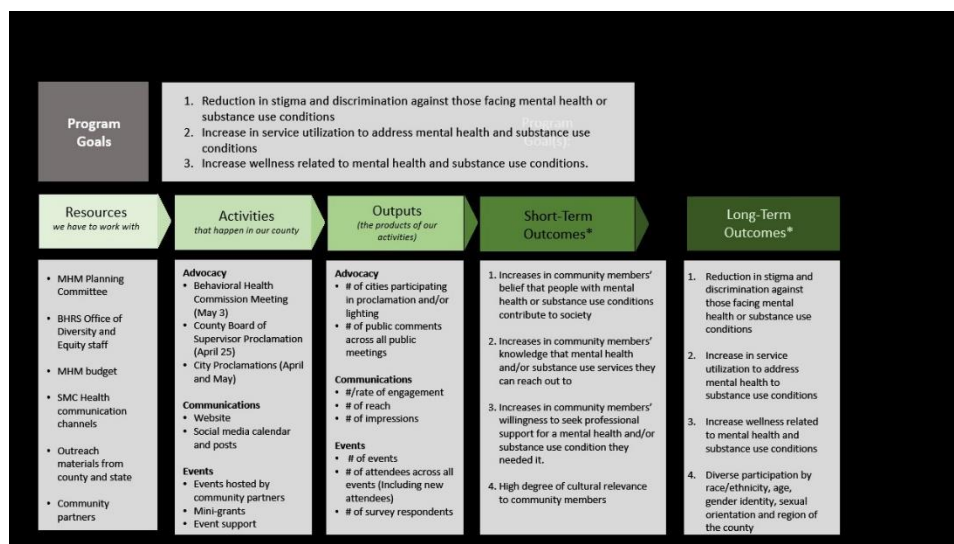 Program
Goals
1. Reduction in stigma and discrimination against those facing mental health or
substance use conditions
2. Increase in service utilization to address mental health and substance use
conditions
3. Increase wellness related to mental health and substance use conditions.
Program
Goal(s):
Resources
we have to work with
Activities
that happen in our county
Outputs
(the products of our
activities)
Short-Term
Outcomes*
Long-Term
Outcomes*
• MHM Planning
Committee
• BHRS Office of
Diversity and
Equity staff
• MHM budget
• SMC Health
communication
channels
• Outreach
materials from
county and state
• Community
partners
Advocacy
• Behavioral Health
Commission Meeting
(May 3)
• County Board of
Supervisor Proclamation
(April 25)
• City Proclamations (April
and May)
Communications
• Website
• Social media calendar
and posts
Events
• Events hosted by
community partners
• Mini-grants
• Event support
Advocacy
• # of cities participating
in proclamation and/or
lighting
• # of public comments
across all public
meetings
Communications
• #/rate of engagement
• # of reach
• # of impressions
Events
• # of events
• # of attendees across all
events (Including new
attendees)
• # of survey respondents
1. Increases in community members'
belief that people with mental
health or substance use conditions
contribute to society
2. Increases in community members'
knowledge that mental health
and/or substance use services they
can reach out to
3. Increases in community members'
willingness to seek professional
support for a mental health and/or
substance use condition they
needed it.
4. High degree of cultural relevance
to community members
1. Reduction in stigma and
discrimination against
those facing mental
health or substance use
conditions
2. Increase in service
utilization to address
mental health to
substance use conditions
3. Increase wellness related
to mental health and
substance use conditions
4. Diverse participation by
race/ethnicity, age,
gender identity, sexual
orientation and region of
the county